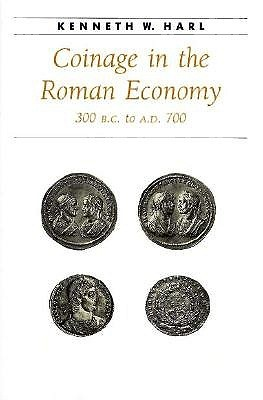 KENNETH W. HARL
Coinage in the
Roman Economy
300 B.C. to A.D. 700